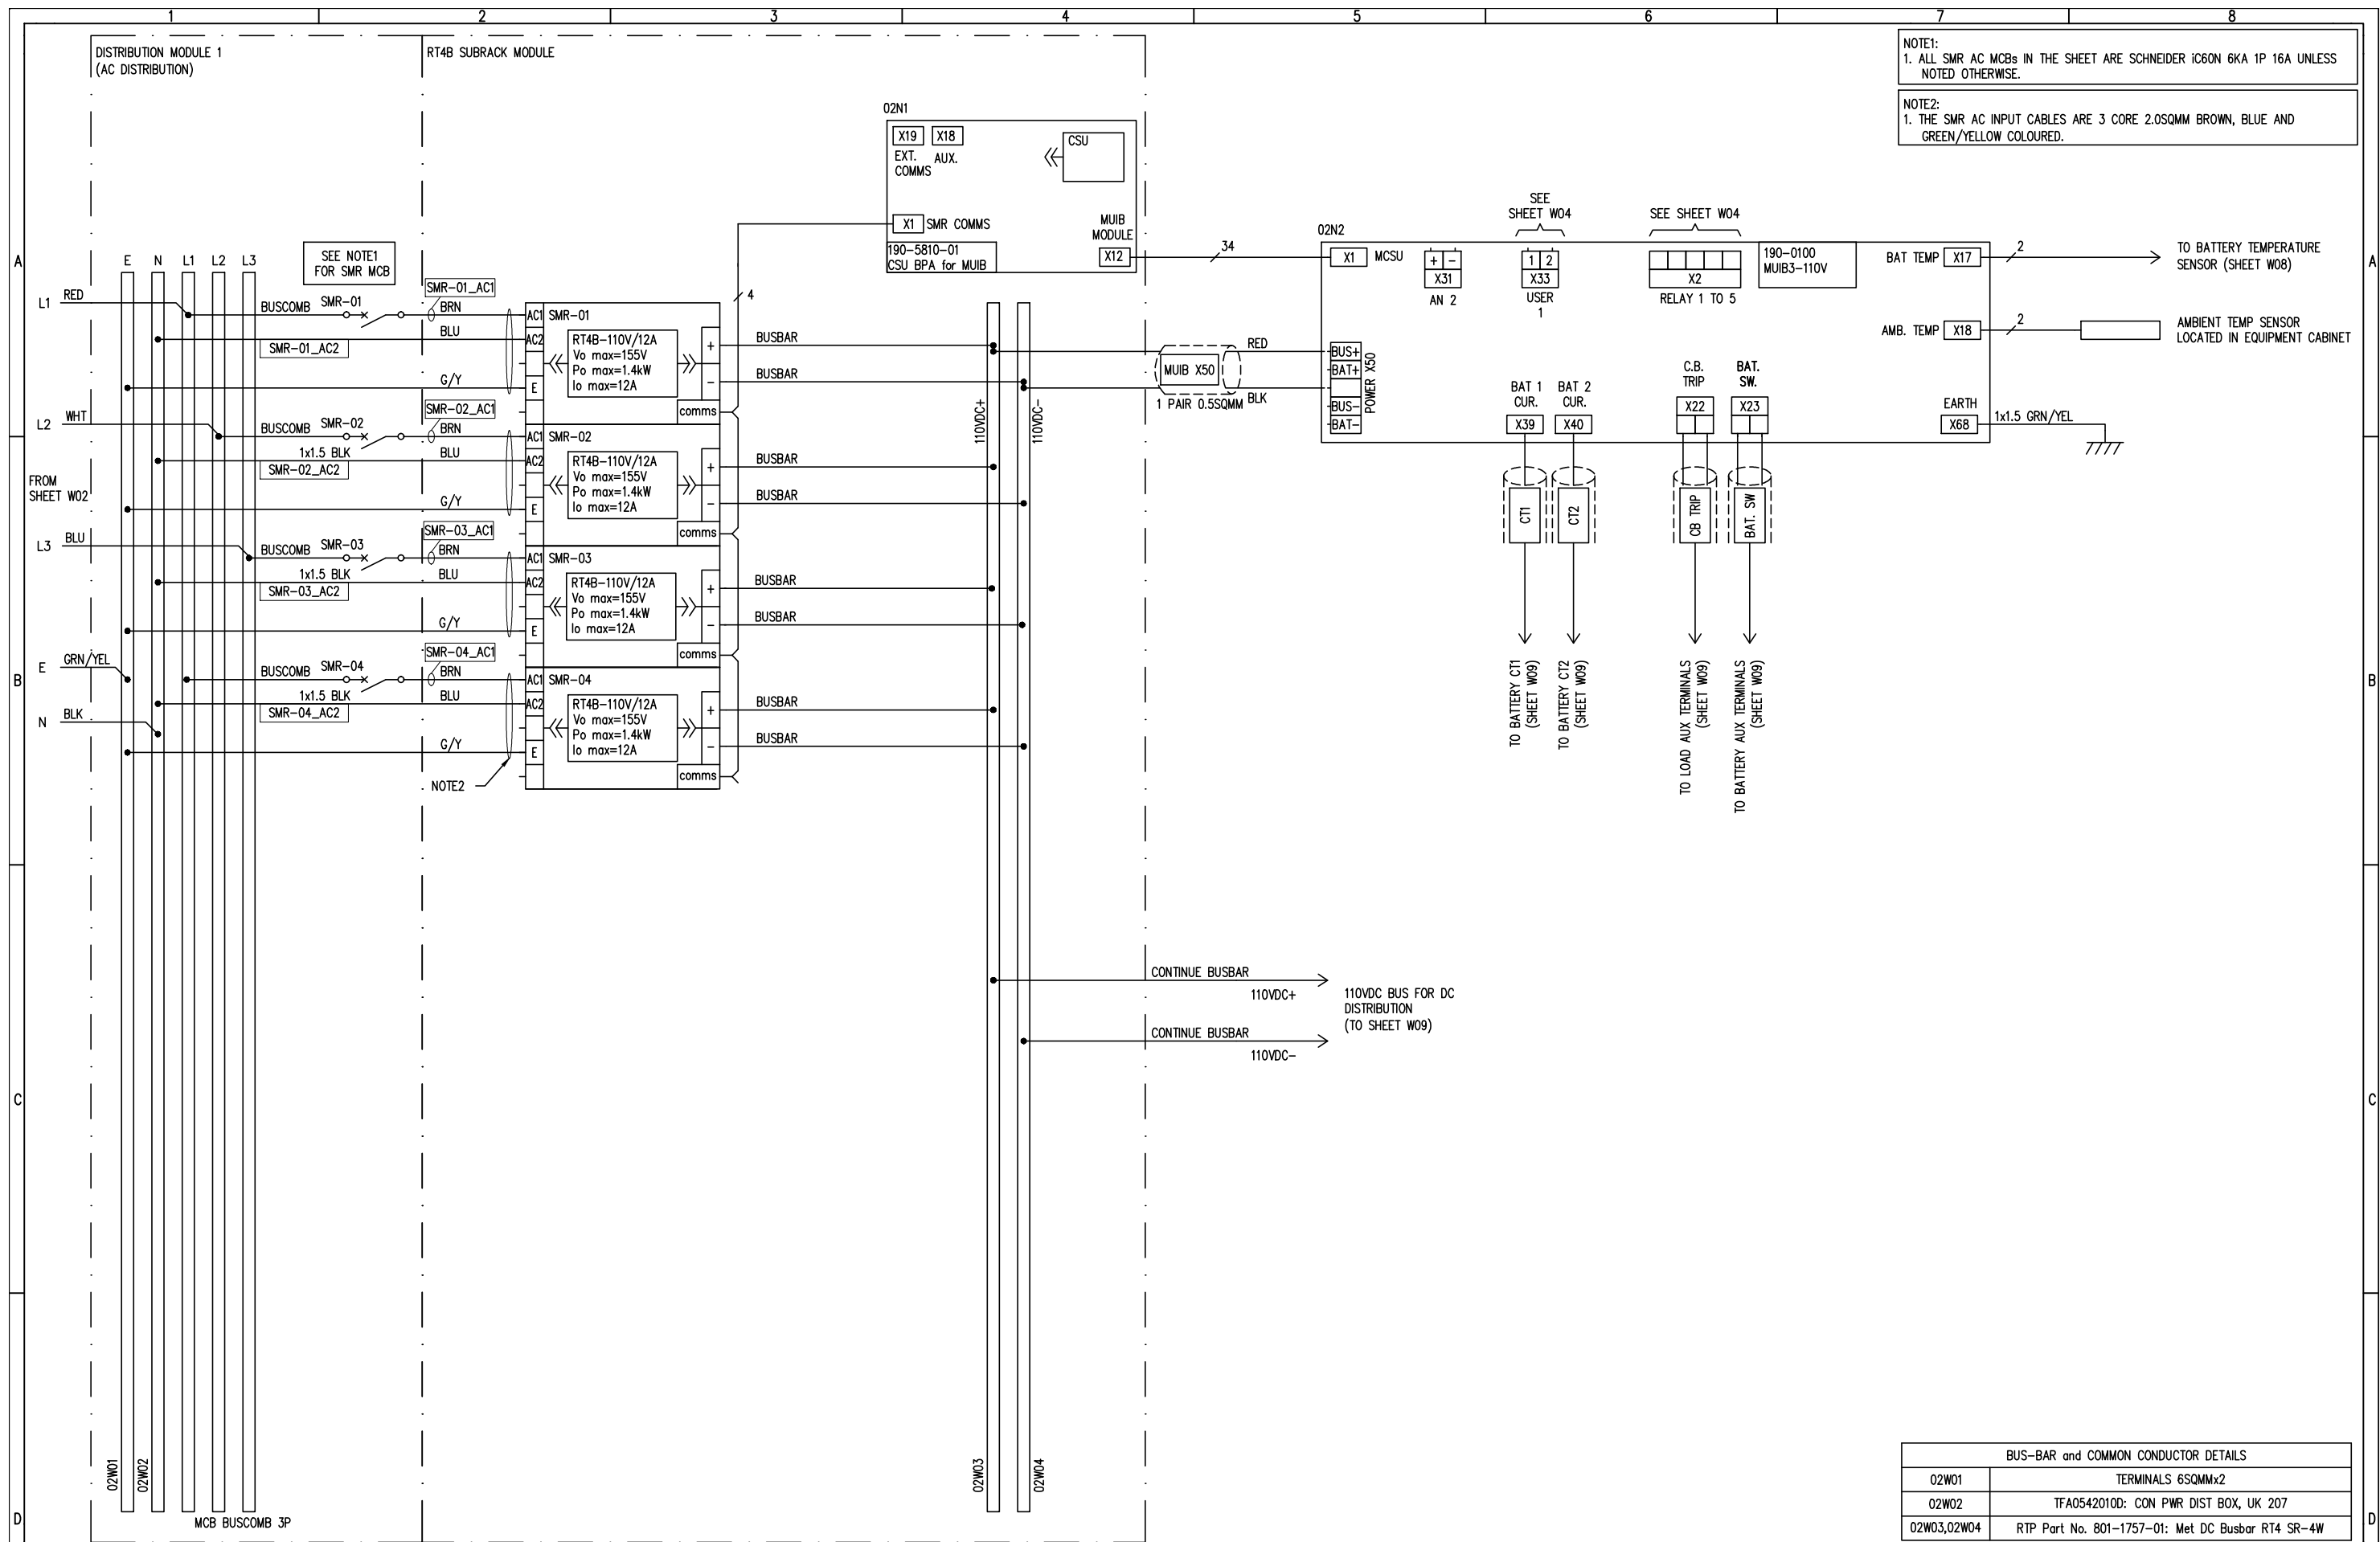 1 2 3 4 5 6 7 8
DISTRIBUTION MODULE 1
(AC DISTRIBUTION)
RT4B SUBRACK MODULE
NOTE1:
1. ALL SMR AC MCBs IN THE SHEET ARE SCHNEIDER iC60N 6KA 1P 16A UNLESS
NOTED OTHERWISE.
NOTE2:
1. THE SMR AC INPUT CABLES ARE 3 CORE 2.0SQMM BROWN, BLUE AND
GREEN/YELLOW COLOURED.
02N1
X19 X18
EXT. AUX.
COMMS
CSU
X1 SMR COMMS
MUIB
MODULE
X12
190-5810-01
CSU BPA for MUIB
34
02N2
X1 MCSU
+ -
X31
AN 2
SEE
SHEET W04
1 2
X33
USER
1
SEE SHEET W04
X2
RELAY 1 TO 5
190-0100
MUIB3-110V
BAT TEMP X17
2
TO BATTERY TEMPERATURE
SENSOR (SHEET W08)
AMB. TEMP X18
2
AMBIENT TEMP SENSOR
LOCATED IN EQUIPMENT CABINET
EARTH
X68
1x1.5 GRN/YEL
BUS+
BAT+
BUS-
BAT-
POWER X50
RED
MUIB X50
BLK
1 PAIR 0.5SQMM
BAT 1
CUR.
X39
BAT 2
CUR.
X40
C.B.
TRIP
X22
BAT.
SW.
X23
CT1
CT2
CB TRIP
BAT. SW
TO BATTERY CT1
(SHEET W09)
TO BATTERY CT2
(SHEET W09)
TO LOAD AUX TERMINALS
(SHEET W09)
TO BATTERY AUX TERMINALS
(SHEET W09)
A
A
B
B
C
C
D
D
E N L1 L2 L3
SEE NOTE1
FOR SMR MCB
L1 RED
L2 WHT
FROM
SHEET W02
L3 BLU
E GRN/YEL
N BLK
4
BUSCOMB SMR-01
SMR-01_AC1
BRN
BLU
SMR-01_AC2
G/Y
AC1 SMR-01
AC2
E
RT4B-110V/12A
Vo max=155V
Po max=1.4kW
Io max=12A
+
-
comms
BUSBAR
BUSBAR
BUSCOMB SMR-02
SMR-02_AC1
BRN
1x1.5 BLK
BLU
SMR-02_AC2
G/Y
AC1 SMR-02
AC2
E
RT4B-110V/12A
Vo max=155V
Po max=1.4kW
Io max=12A
+
-
comms
BUSBAR
BUSBAR
BUSCOMB SMR-03
SMR-03_AC1
BRN
1x1.5 BLK
BLU
SMR-03_AC2
G/Y
AC1 SMR-03
AC2
E
RT4B-110V/12A
Vo max=155V
Po max=1.4kW
Io max=12A
+
-
comms
BUSBAR
BUSBAR
BUSCOMB SMR-04
SMR-04_AC1
BRN
1x1.5 BLK
BLU
SMR-04_AC2
G/Y
AC1 SMR-04
AC2
E
RT4B-110V/12A
Vo max=155V
Po max=1.4kW
Io max=12A
+
-
comms
BUSBAR
BUSBAR
NOTE2
110VDC+
110VDC-
CONTINUE BUSBAR
110VDC+
CONTINUE BUSBAR
110VDC-
110VDC BUS FOR DC
DISTRIBUTION
(TO SHEET W09)
02W01
02W02
02W03
02W04
MCB BUSCOMB 3P
BUS-BAR and COMMON CONDUCTOR DETAILS
02W01 TERMINALS 6SQMMx2
02W02 TFA0542010D: CON PWR DIST BOX, UK 207
02W03,02W04 RTP Part No. 801-1757-01: Met DC Busbar RT4 SR-4W